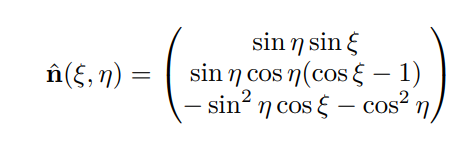 n̂(ξ, η) = ( sin η sin ξ
sin η cos η(cos ξ − 1)
− sin² η cos ξ − cos² η )